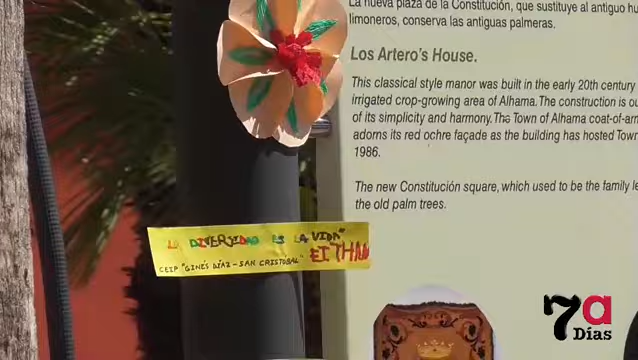 La nueva plaza de la Constitución, que sustituye al antiguo hu
limoneros, conserva las antiguas palmeras.
Los Artero's House.
This classical style manor was built in the early 20th century
irrigated crop-growing area of Alhama. The construction is ou
of its simplicity and harmony. The Town of Alhama coat-of-arm
adorns its red ochre façade as the building has hosted Town
1986.
The new Constitución square, which used to be the family le
the old palm trees.
LA DIVERSIDAD ES LA VIDA"
CEIP "GINÉS DÍAZ-SAN CRISTOBAL"
EITHAN
7a
Días